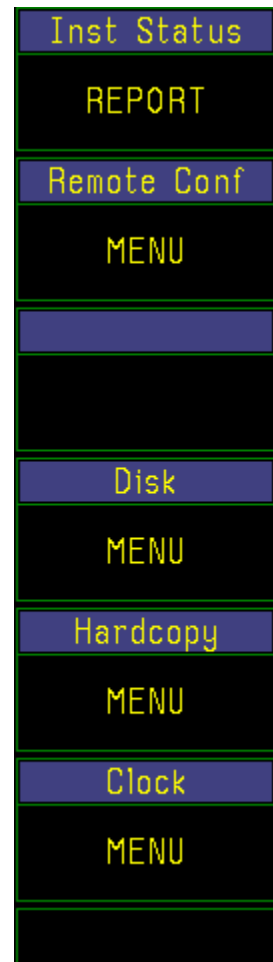 Inst Status
REPORT
Remote Conf
MENU
Disk
MENU
Hardcopy
MENU
Clock
MENU